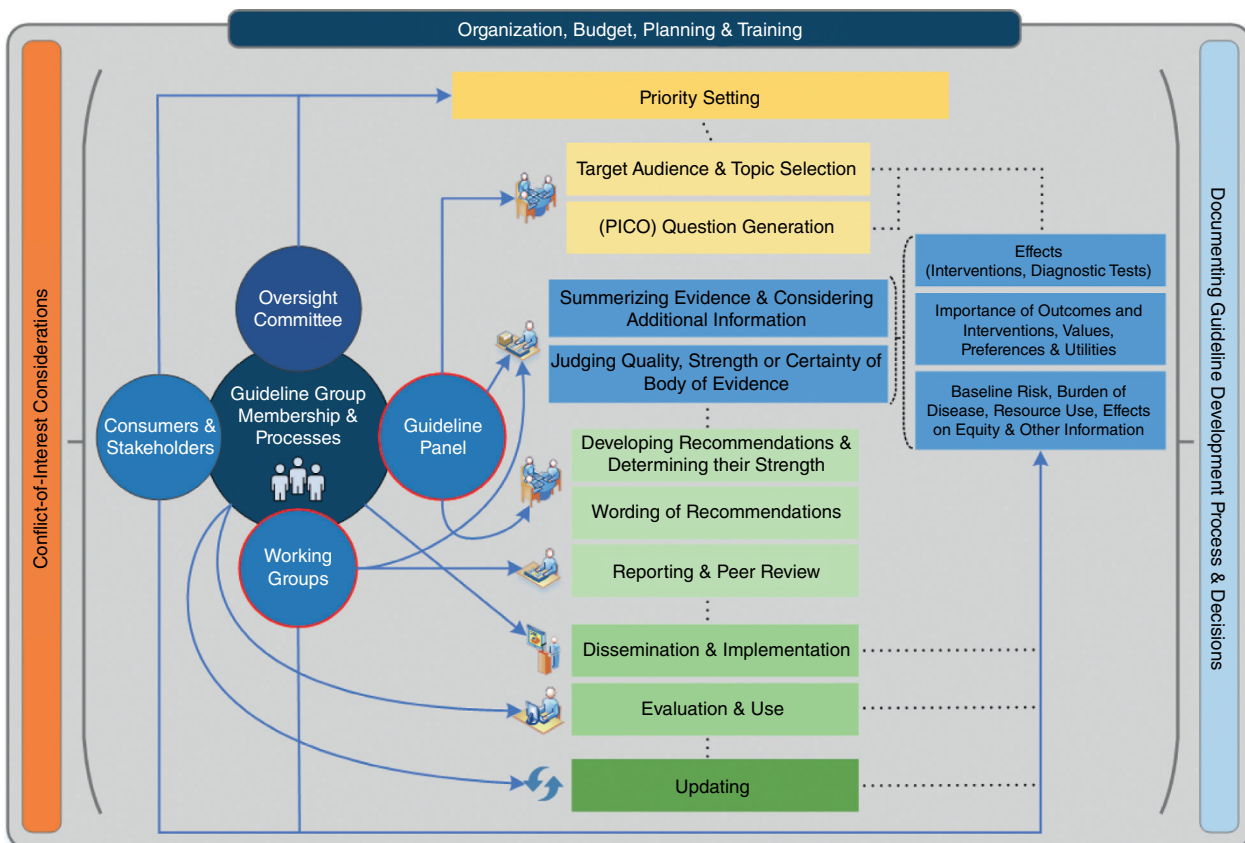 Organization, Budget, Planning & Training
Conflict-of-Interest Considerations
Priority Setting
Target Audience & Topic Selection
(PICO) Question Generation
Effects
(Interventions, Diagnostic Tests)
Importance of Outcomes and
Interventions, Values,
Preferences & Utilities
Baseline Risk, Burden of
Disease, Resource Use, Effects
on Equity & Other Information
Summerizing Evidence & Considering
Additional Information
Judging Quality, Strength or Certainty of
Body of Evidence
Oversight
Committee
Guideline Group
Membership &
Processes
Consumers &
Stakeholders
Guideline
Panel
Working
Groups
Developing Recommendations &
Determining their Strength
Wording of Recommendations
Reporting & Peer Review
Dissemination & Implementation
Evaluation & Use
Updating
Documenting Guideline Development Process & Decisions